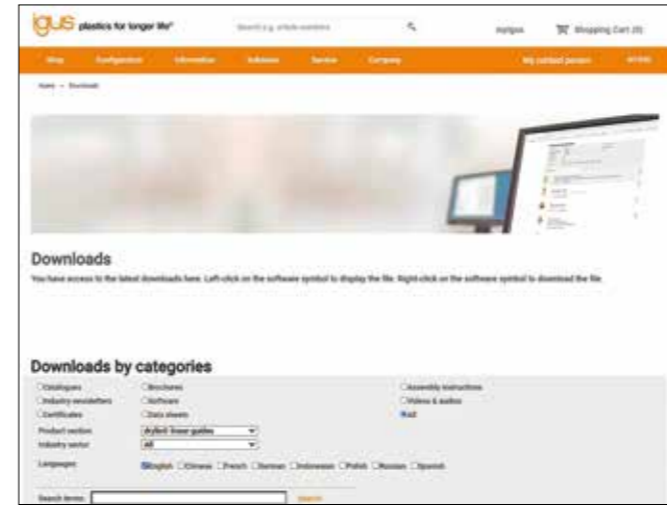 igus plastics for longer life®
Search e.g. article numbers
myigus Shopping Cart (0)
Shop Configurators Information Industries Service Company My contact person
Home Downloads
Downloads
You have access to the latest downloads here. Left-click on the software symbol to display the file. Right-click on the software symbol to download the file.
Downloads by categories
Catalogues Brochures Assembly instructions
Industry newsletters Software Videos & audios
Certificates Data sheets All
Product section drylin® linear guides
Industry sector All
Languages English Chinese French German Indonesian Polish Russian Spanish
Search terms Search